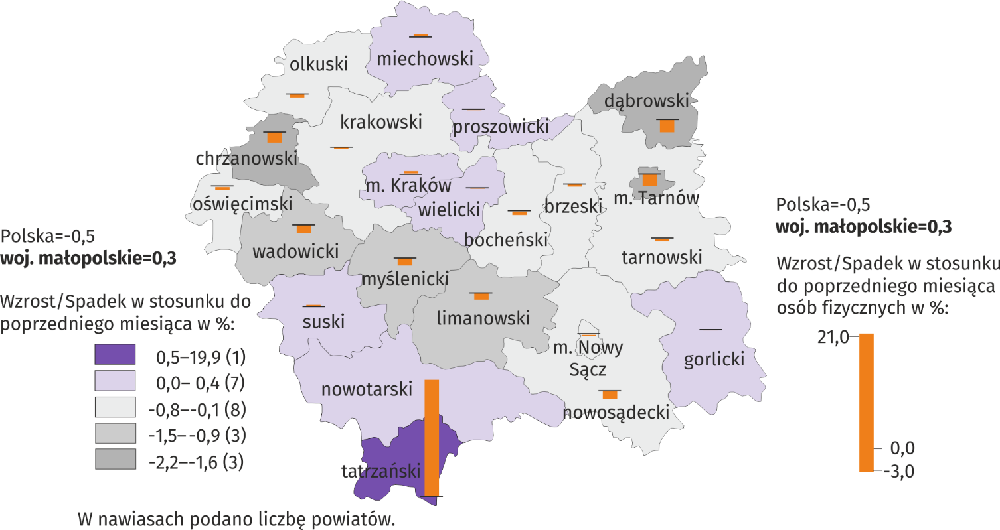 miechowski
olkuski
dąbrowski
krakowski
proszowicki
chrzanowski
m. Kraków
oświęcimski
wielicki
brzeski
m. Tarnów
bocheński
wadowicki
tarnowski
myślenicki
suski
limanowski
m. Nowy
Sącz
gorlicki
nowotarski
nowosądecki
tatrzański
Polska=-0,5
woj. małopolskie=0,3
Wzrost/Spadek w stosunku do
poprzedniego miesiąca w %:
0,5–19,9 (1)
0,0– 0,4 (7)
-0,8–-0,1 (8)
-1,5–-0,9 (3)
-2,2–-1,6 (3)
W nawiasach podano liczbę powiatów.
Polska=-0,5
woj. małopolskie=0,3
Wzrost/Spadek w stosunku
do poprzedniego miesiąca
osób fizycznych w %:
21,0
0,0
-3,0